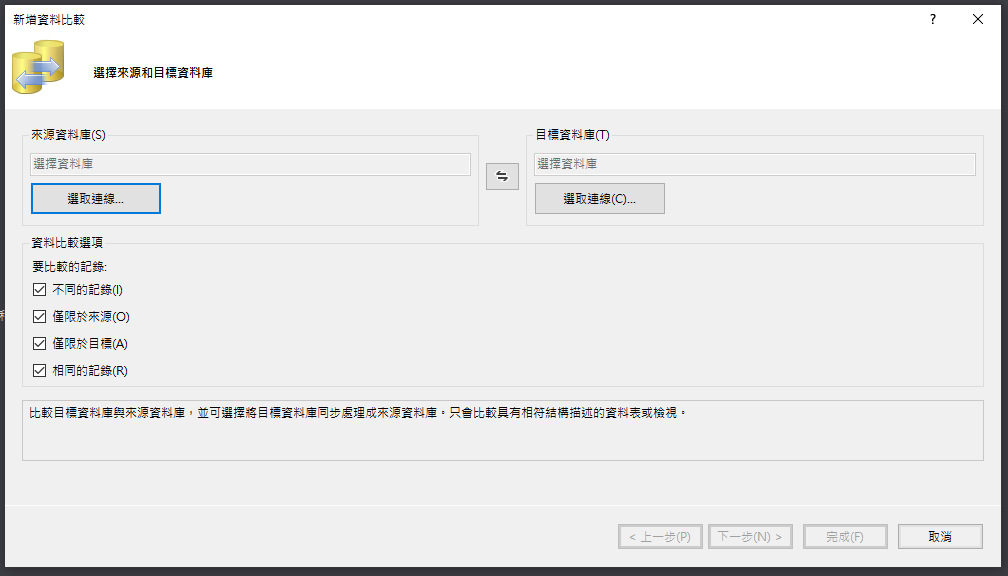 新增資料比較
?
選擇來源和目標資料庫
來源資料庫(S)
選擇資料庫
選取連線...
目標資料庫(T)
選擇資料庫
選取連線(C)...
資料比較選項
要比較的記錄:
不同的記錄(I)
僅限於來源(O)
僅限於目標(A)
相同的記錄(R)
比較目標資料庫與來源資料庫，並可選擇將目標資料庫同步處理成來源資料庫。只會比較具有相符結構描述的資料表或檢視。
< 上一步(P)
下一步(N) >
完成(F)
取消